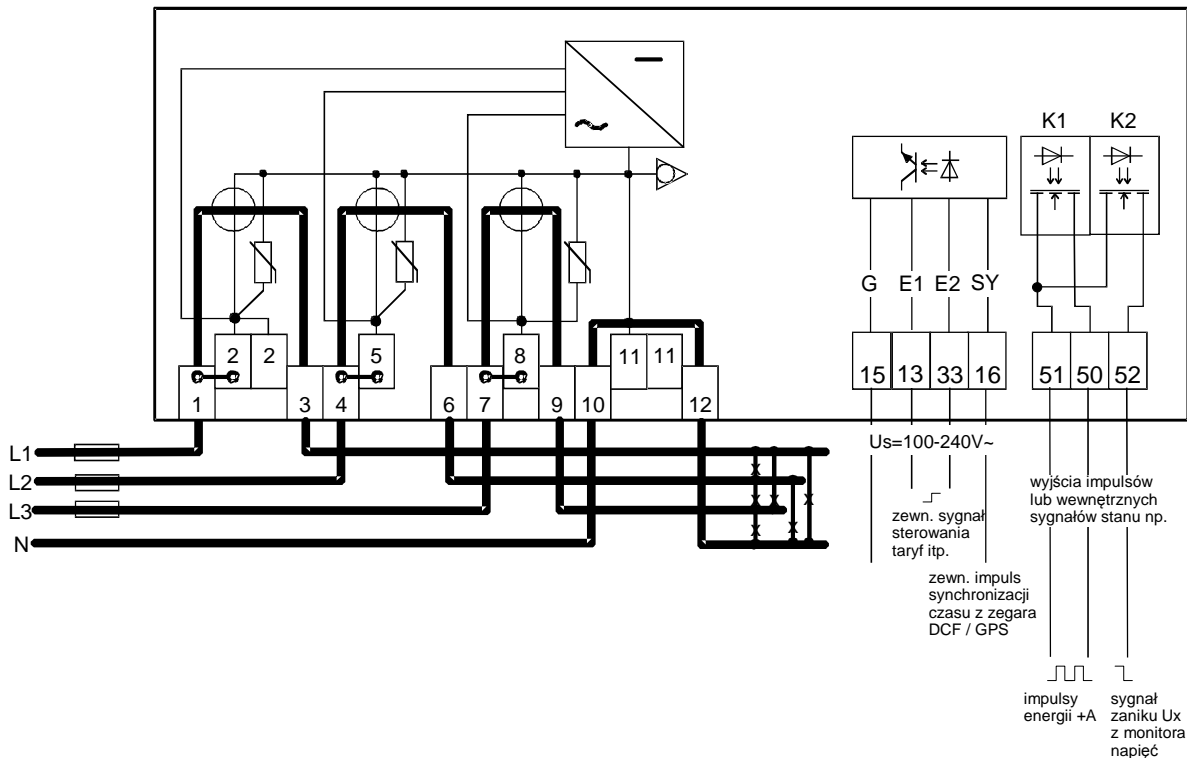 K1 K2
G E1 E2 SY
2 2 5 8 11 11
15 13 33 16 51 50 52
1 3 4 6 7 9 10 12
Us=100-240V~
L1
L2
L3
N
zewn. sygnał
sterowania
taryf itp.
zewn. impuls
synchronizacji
czasu z zegara
DCF / GPS
wyjścia impulsów
lub wewnętrznych
sygnałów stanu np.
impulsy
energii +A
sygnał
zaniku Ux
z monitora
napięć